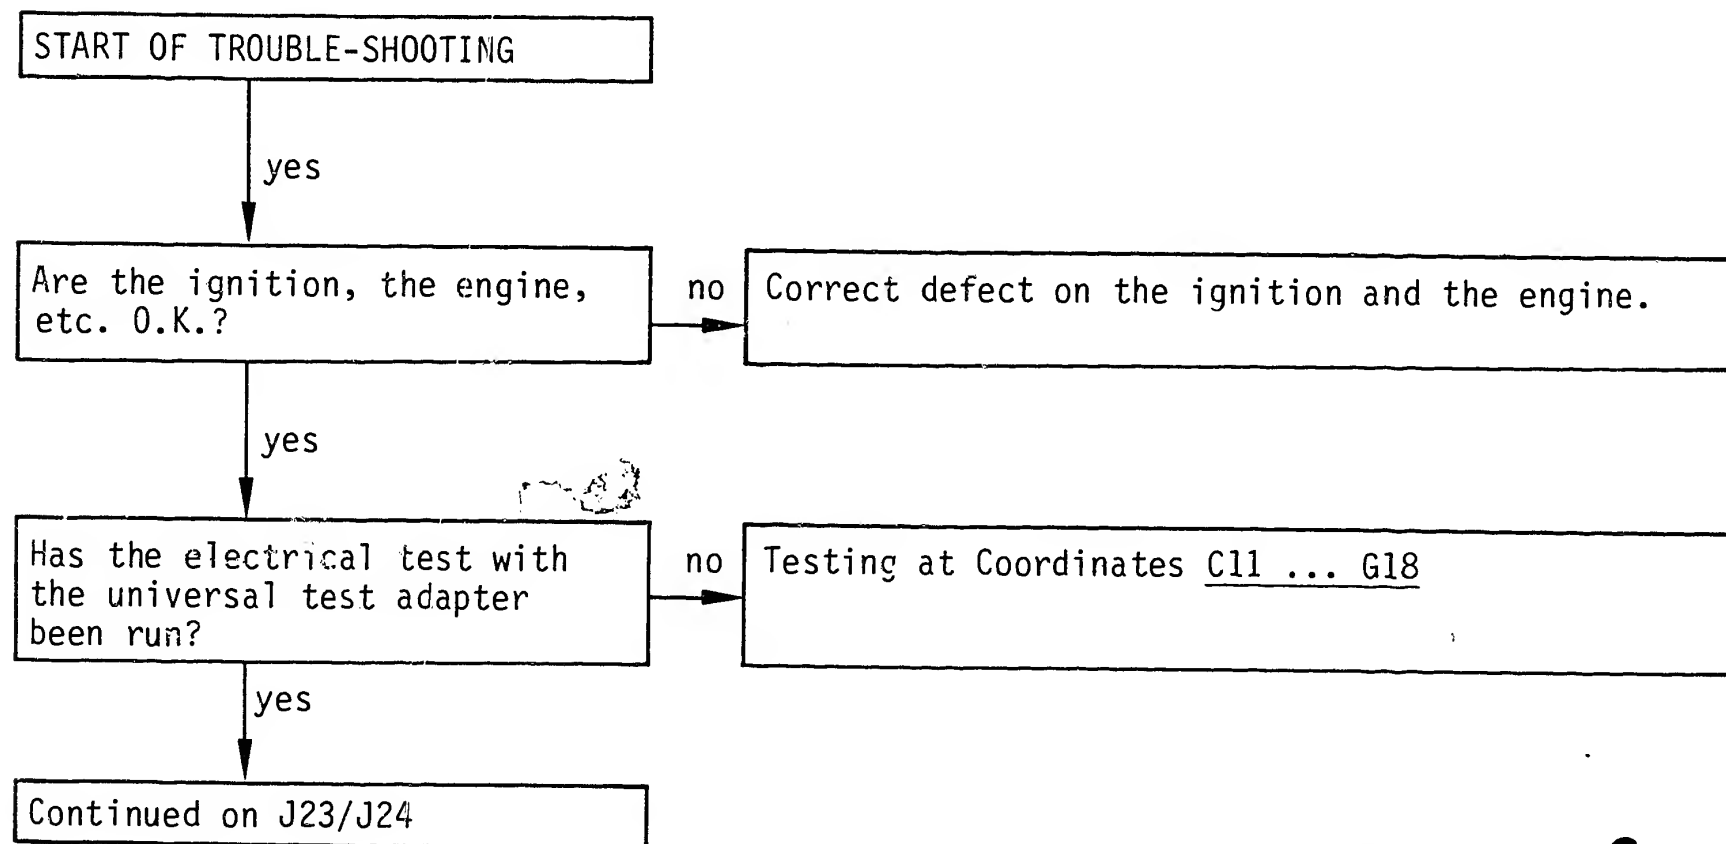 START OF TROUBLE-SHOOTING
yes
Are the ignition, the engine,
etc. O.K.?
no
Correct defect on the ignition and the engine.
yes
Has the electrical test with
the universal test adapter
been run?
no
Testing at Coordinates C11 ... G18
yes
Continued on J23/J24